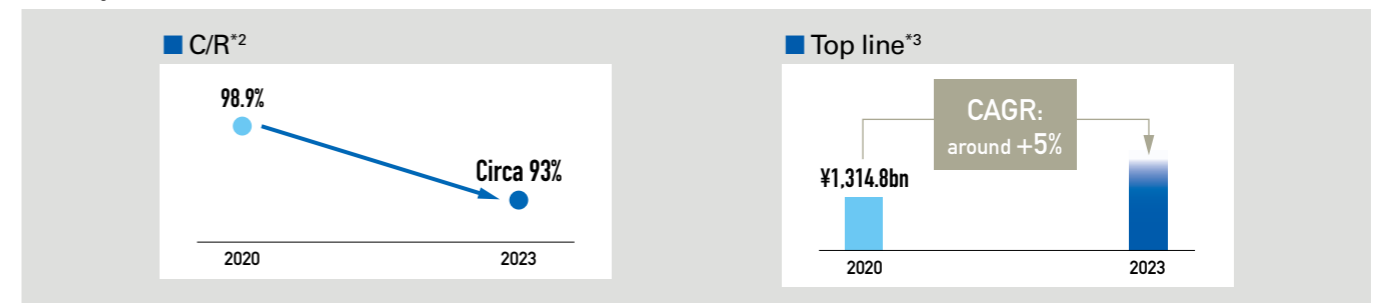 C/R*2
98.9%
Circa 93%
2020
2023
Top line*3
CAGR:
around +5%
¥1,314.8bn
2020
2023